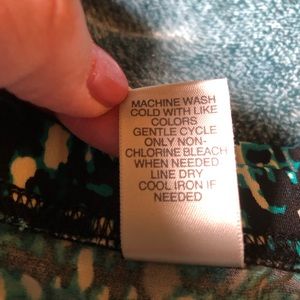 MACHINE WASH
COLD WITH LIKE
COLORS
GENTLE CYCLE
ONLY NON-
CHLORINE BLEACH
WHEN NEEDED
LINE DRY
COOL IRON IF
NEEDED